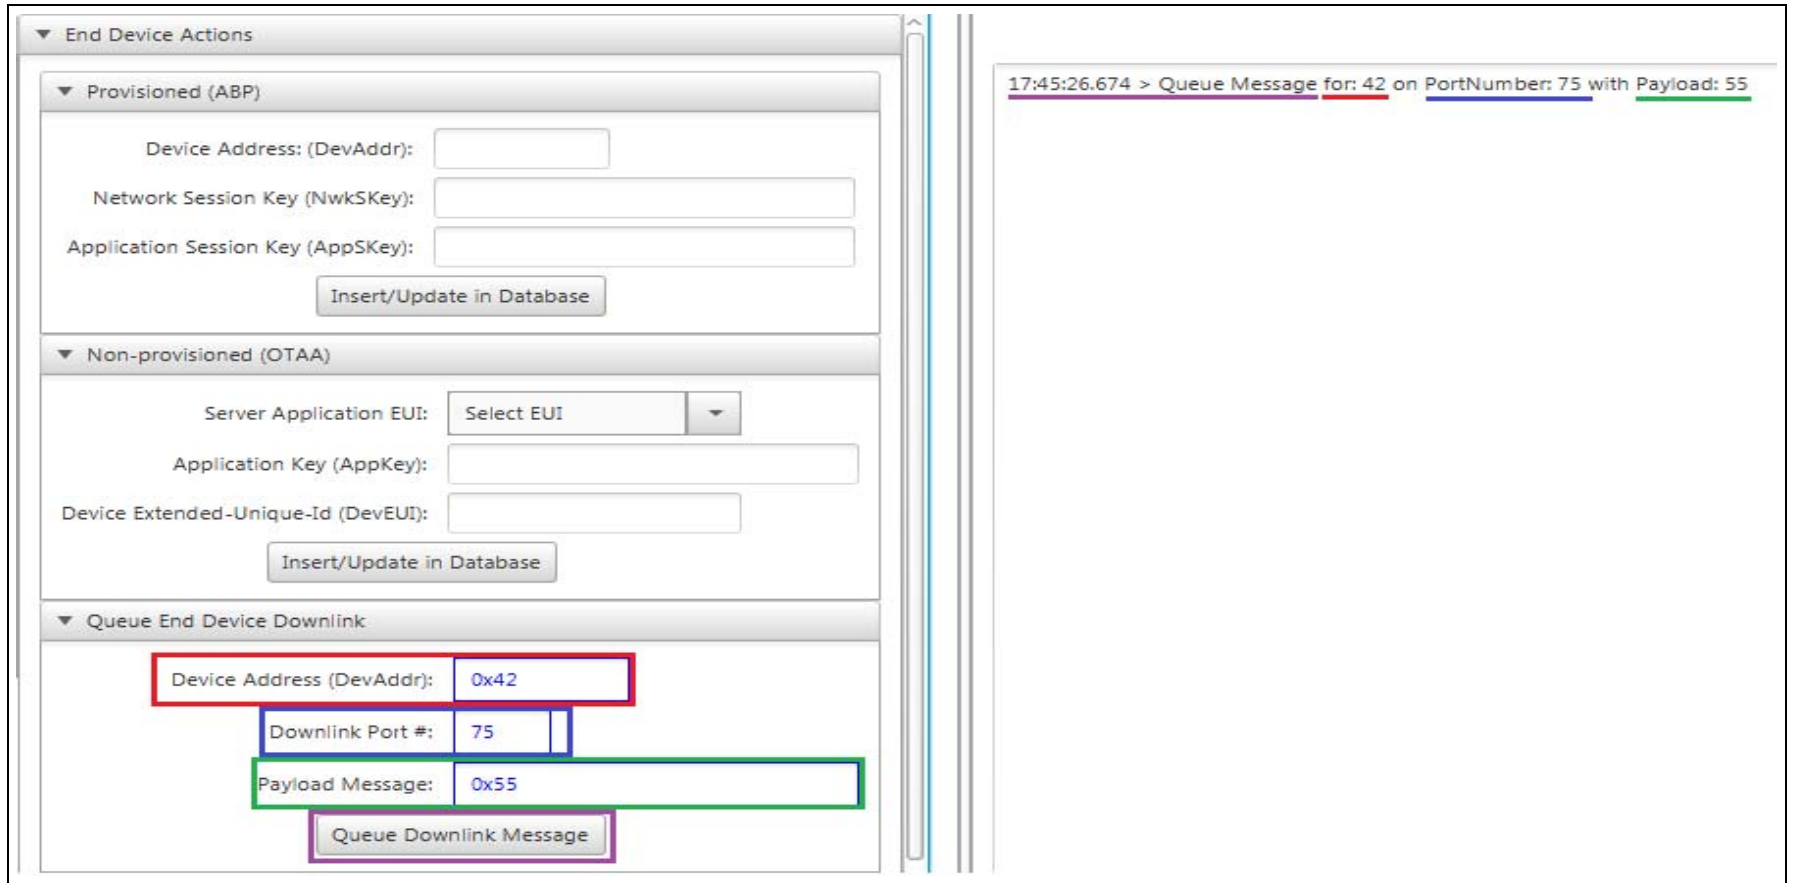 End Device Actions
Provisioned (ABP)
Device Address: (DevAddr):
Network Session Key (NwkSKey):
Application Session Key (AppSKey):
Insert/Update in Database
Non-provisioned (OTAA)
Server Application EUI: Select EUI
Application Key (AppKey):
Device Extended-Unique-Id (DevEUI):
Insert/Update in Database
Queue End Device Downlink
Device Address (DevAddr): 0x42
Downlink Port #: 75
Payload Message: 0x55
Queue Downlink Message
17:45:26.674 > Queue Message for: 42 on PortNumber: 75 with Payload: 55